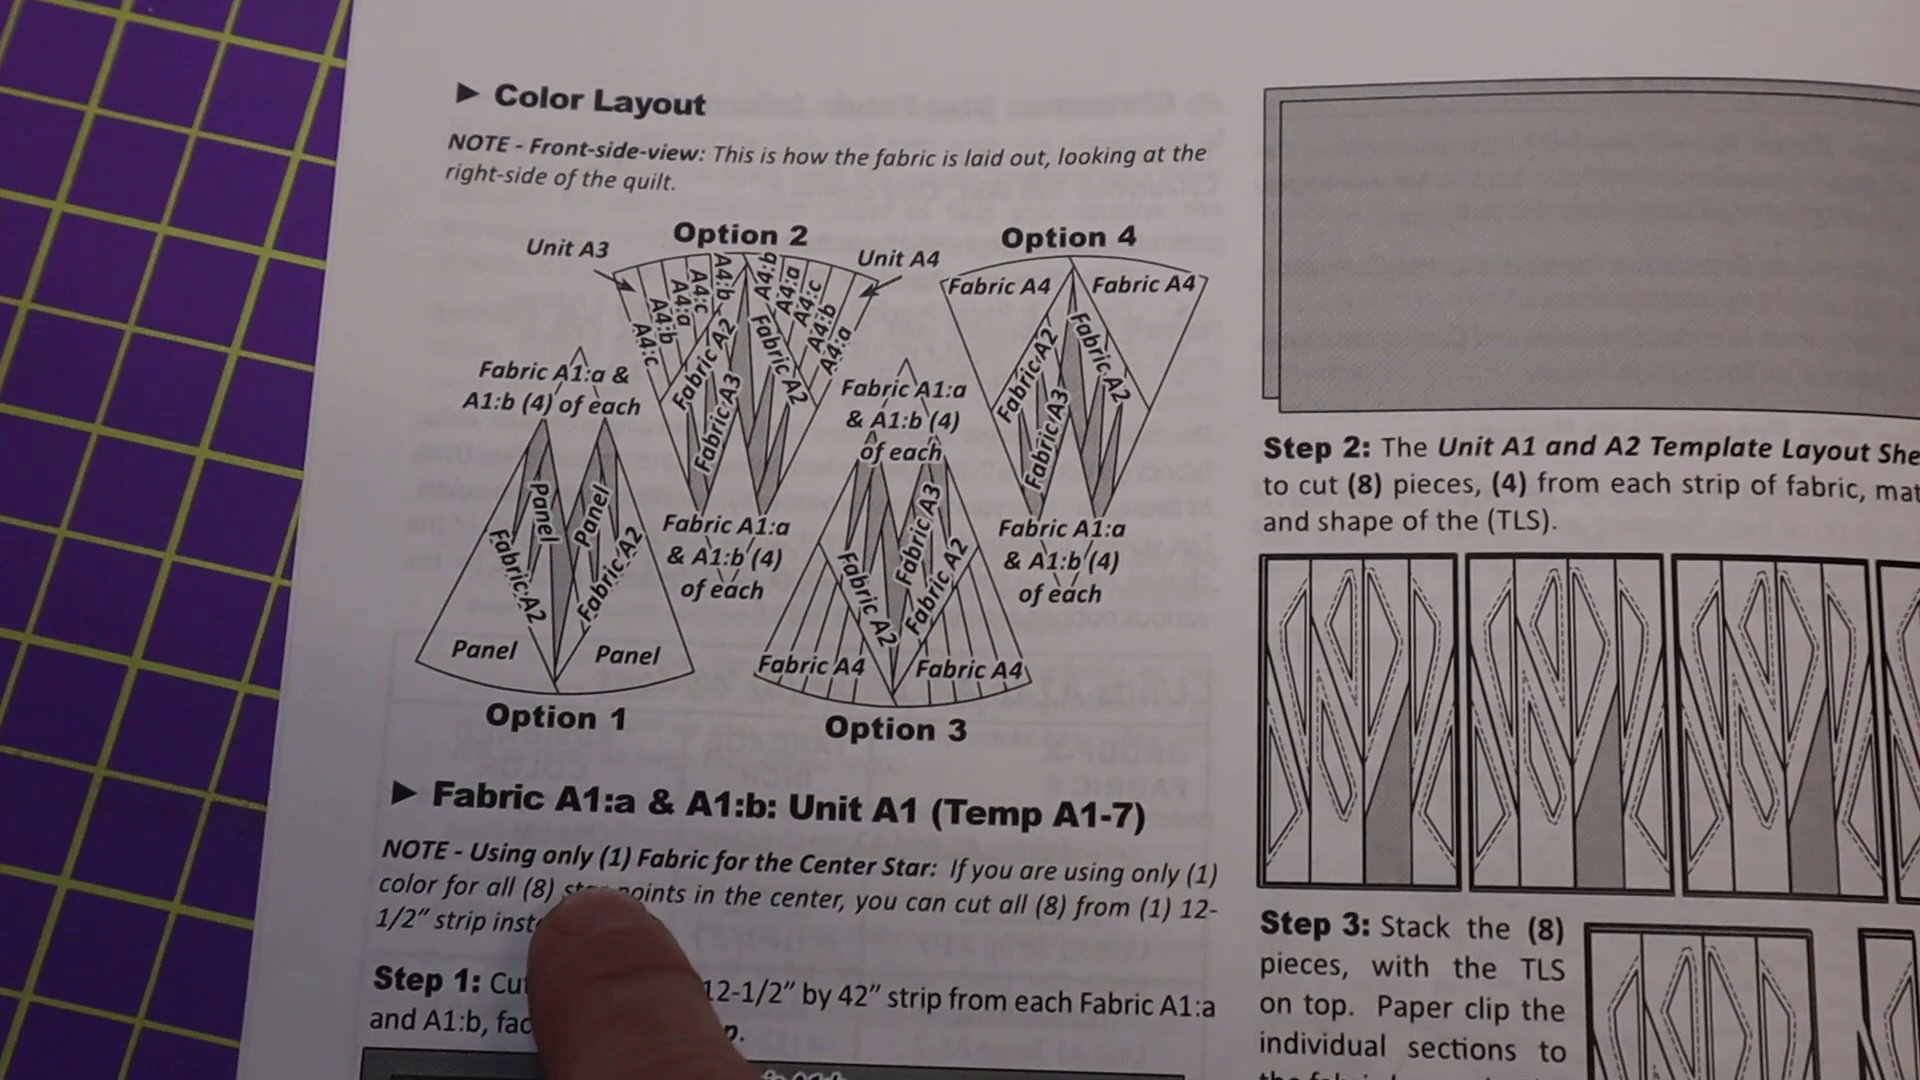 ► Color Layout
NOTE - Front-side-view: This is how the fabric is laid out, looking at the
right-side of the quilt.
Option 2
Option 4
Unit A3
Unit A4
A4:c
A4:b
A4:a
A4:c
A4:b
A4:b
A4:a
A4:c
A4:b
A4:a
Fabric A2
Fabric A3
Fabric A2
Fabric A4
Fabric A4
Fabric A2
Fabric A3
Fabric A2
Fabric A1:a &
A1:b (4) of each
Fabric A1:a
& A1:b (4)
of each
Panel
Panel
Fabric A2
Fabric A2
Panel
Panel
Fabric A1:a
& A1:b (4)
of each
Fabric A3
Fabric A2
Fabric A2
Fabric A4
Fabric A4
Fabric A1:a
& A1:b (4)
of each
Option 1
Option 3
► Fabric A1:a & A1:b: Unit A1 (Temp A1-7)
NOTE - Using only (1) Fabric for the Center Star: If you are using only (1)
color for all (8) points in the center, you can cut all (8) from (1) 12-
1/2" strip
Step 1: 12-1/2" by 42" strip from each Fabric A1:a
and A1:b,
Step 2: The Unit A1 and A2 Template Layout
to cut (8) pieces, (4) from each strip of fabric,
and shape of the (TLS).
Step 3: Stack the (8)
pieces, with the TLS
on top. Paper clip the
individual sections to